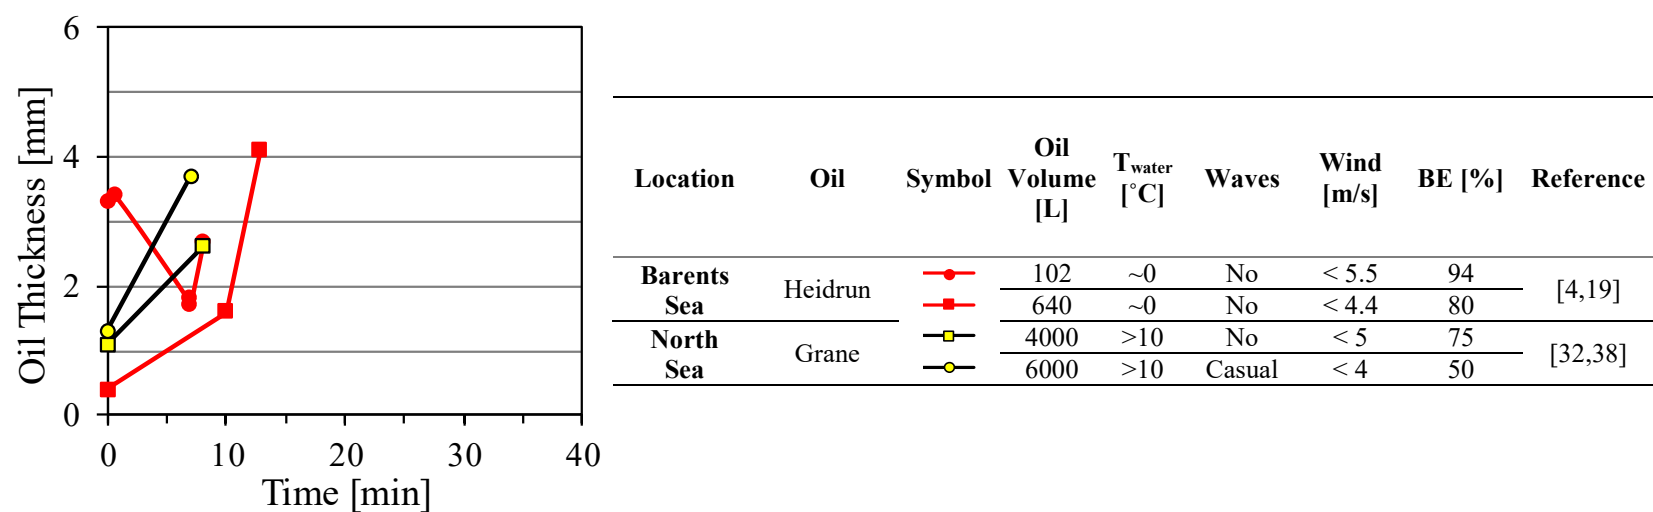 6
4
2
0
0 10 20 30 40
Oil Thickness [mm]
Time [min]
Location Oil Symbol Oil Volume [L] Twater [˚C] Waves Wind [m/s] BE [%] Reference
Barents Sea Heidrun 102 ~0 No < 5.5 94 [4,19]
640 ~0 No < 4.4 80
North Sea Grane 4000 >10 No < 5 75 [32,38]
6000 >10 Casual < 4 50